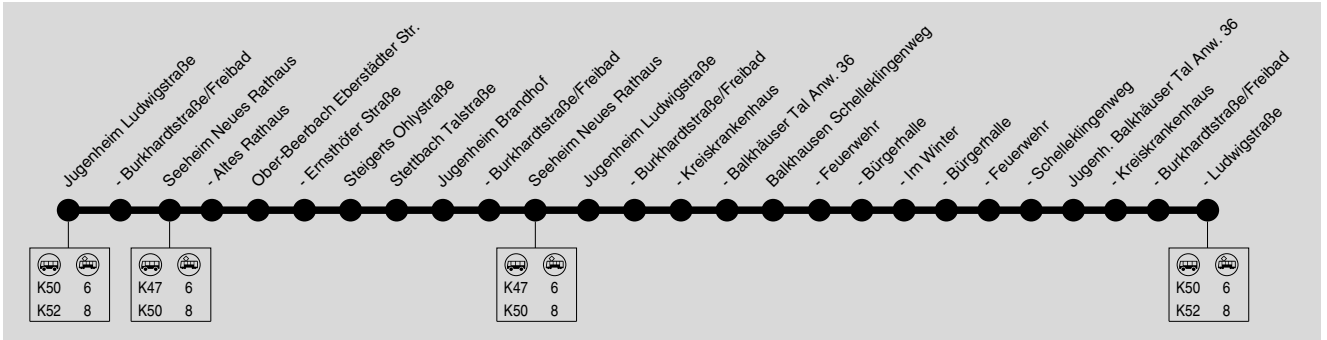 Jugenheim Ludwigstraße
- Burkhardtstraße/Freibad
Seeheim Neues Rathaus
- Altes Rathaus
Ober-Beerbach Eberstädter Str.
- Ernsthöfer Straße
Steigerts Ohlystraße
Stettbach Talstraße
Jugenheim Brandhof
- Burkhardtstraße/Freibad
Seeheim Neues Rathaus
Jugenheim Ludwigstraße
- Burkhardtstraße/Freibad
- Kreiskrankenhaus
- Balkhäuser Tal Anw. 36
Balkhausen Schelleklingenweg
- Feuerwehr
- Bürgerhalle
- Im Winter
- Bürgerhalle
- Feuerwehr
- Schelleklingenweg
Jugenh. Balkhäuser Tal Anw. 36
- Kreiskrankenhaus
- Burkhardtstraße/Freibad
- Ludwigstraße
K50 6
K52 8
K47 6
K50 8
K47 6
K50 8
K50 6
K52 8